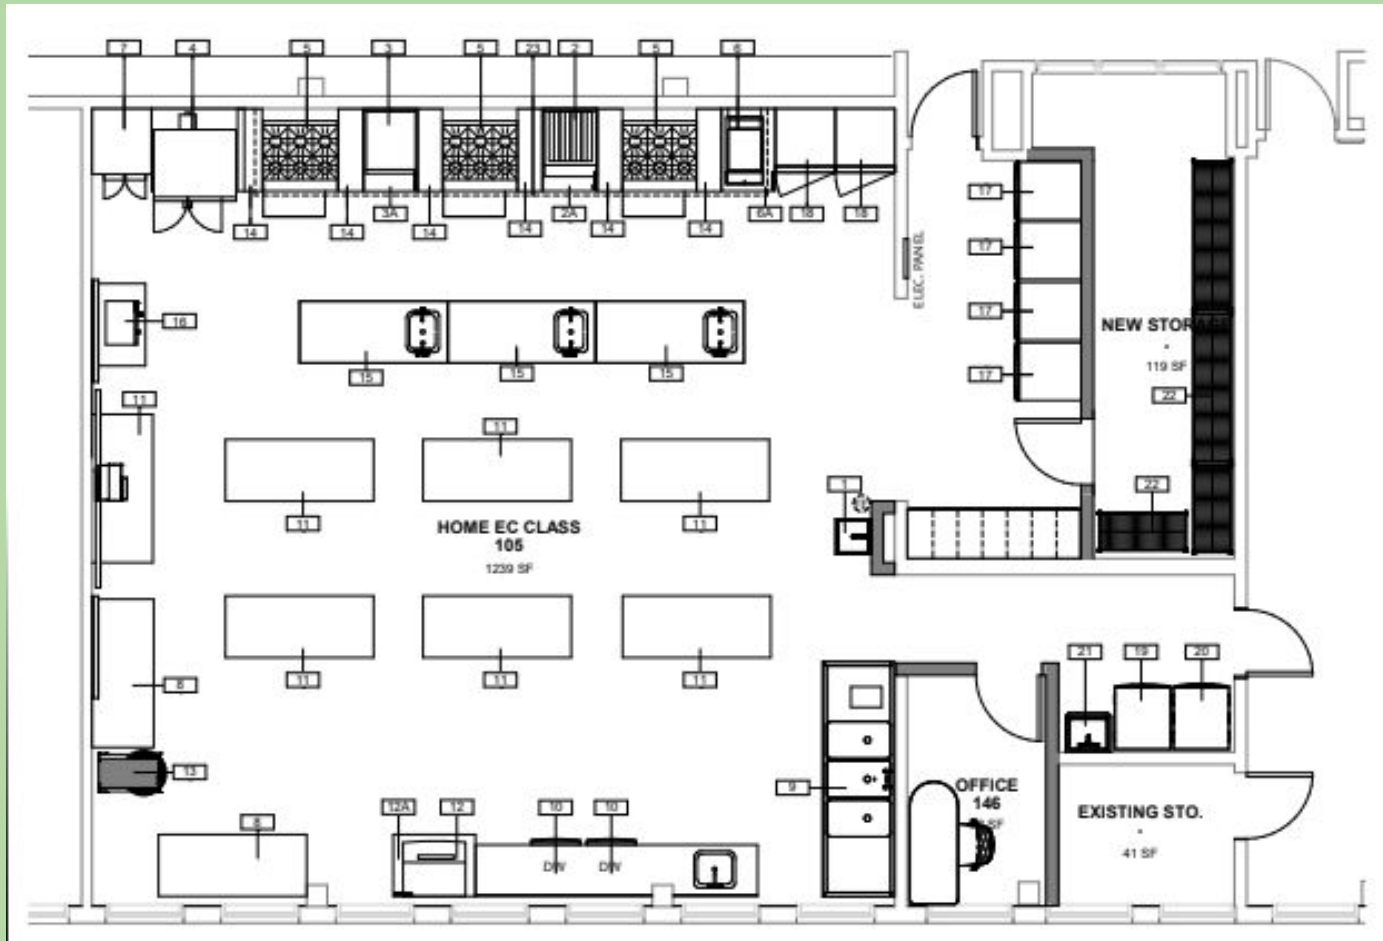 7 4 5 3 5 23 2 5 6
14 14 3A 14 14 2A 14 14 6A 18 18
17
17
ELEC. PANEL
17
17
16
NEW STORAGE
119 SF
22
15 15 15
11 11
11 11
1
22
HOME EC CLASS
105
1239 SF
11 11 11
21 19 20
8
13
9
OFFICE
146
SF
EXISTING STO.
41 SF
12A 12 10 10
8
DW DW